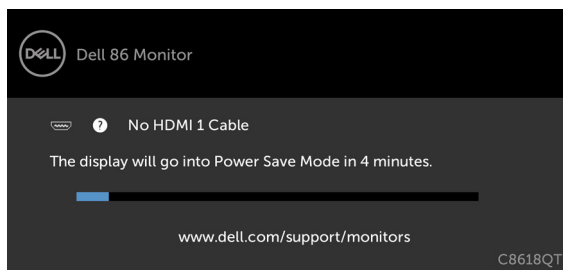 DELL
Dell 86 Monitor
? No HDMI 1 Cable
The display will go into Power Save Mode in 4 minutes.
www.dell.com/support/monitors
C8618QT